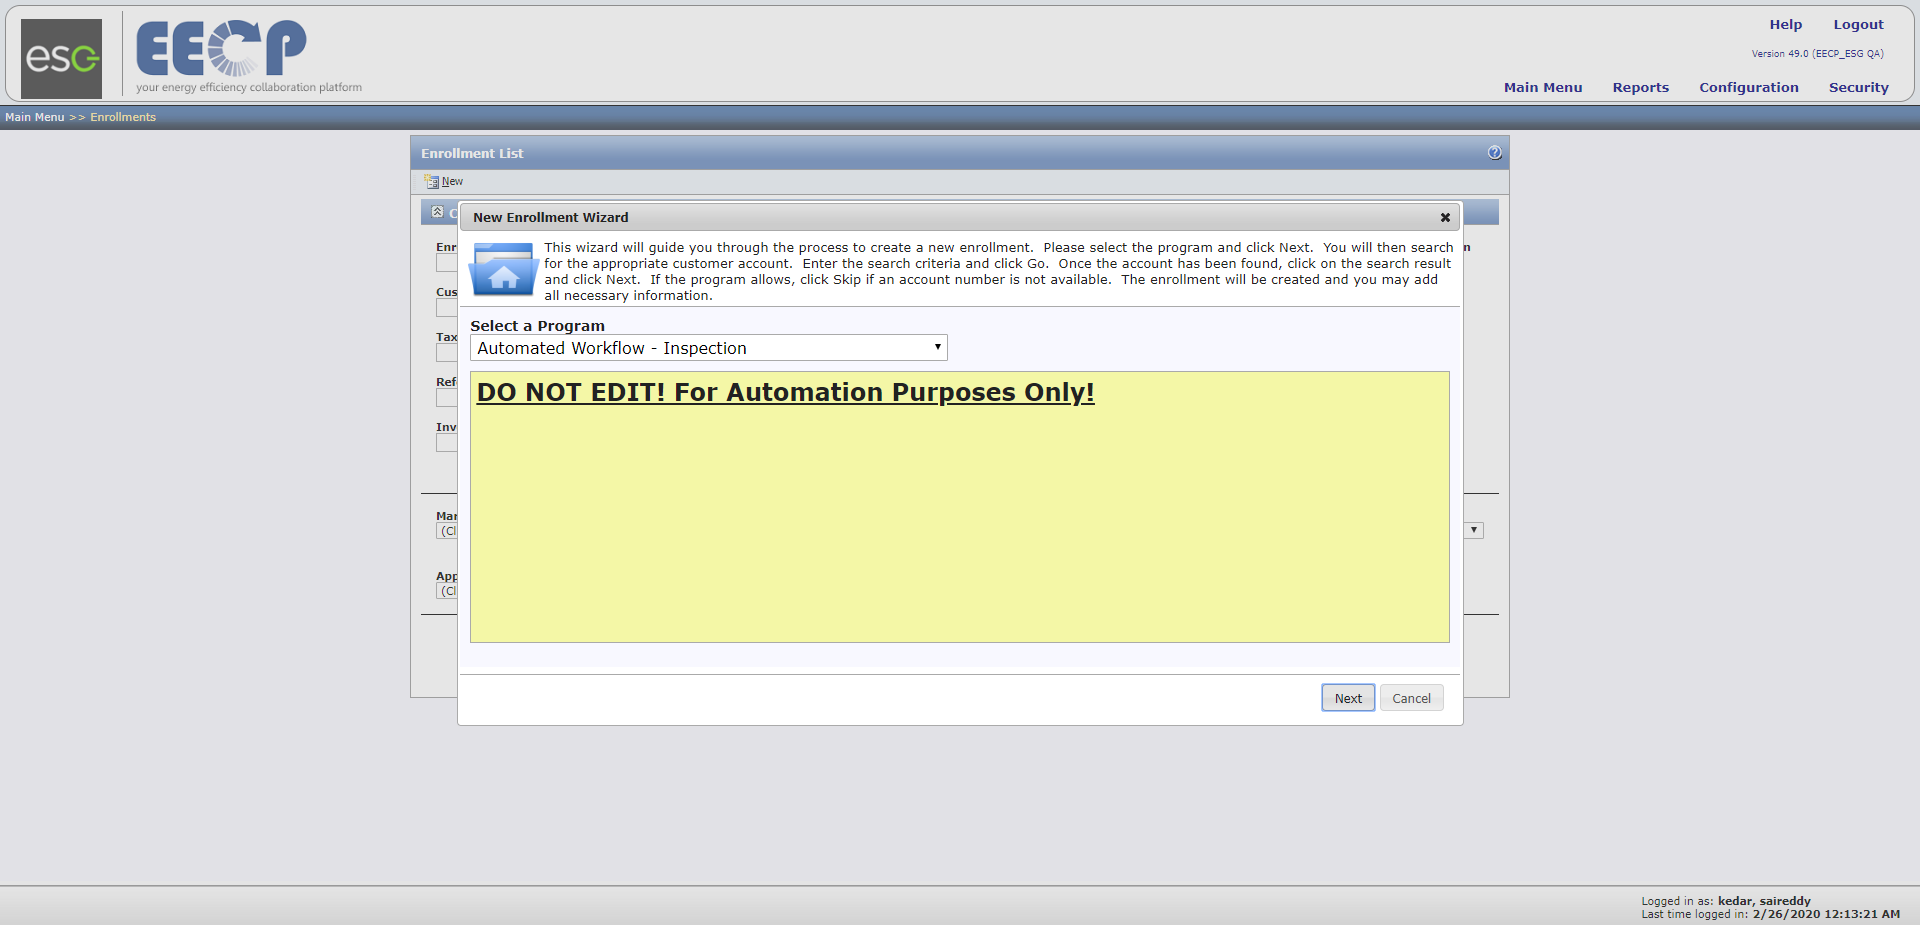 esc
EECP
your energy efficiency collaboration platform
Help Logout
Version 49.0 (EECP_ESG QA)
Main Menu Reports Configuration Security
Main Menu >> Enrollments
Enrollment List
New
New Enrollment Wizard
This wizard will guide you through the process to create a new enrollment. Please select the program and click Next. You will then search
for the appropriate customer account. Enter the search criteria and click Go. Once the account has been found, click on the search result
and click Next. If the program allows, click Skip if an account number is not available. The enrollment will be created and you may add
all necessary information.
Select a Program
Automated Workflow - Inspection
DO NOT EDIT! For Automation Purposes Only!
Enr
Cus
Tax
Ref
Inv
Mar
(Cl
App
(Cl
Next Cancel
Logged in as: kedar, saireddy
Last time logged in: 2/26/2020 12:13:21 AM